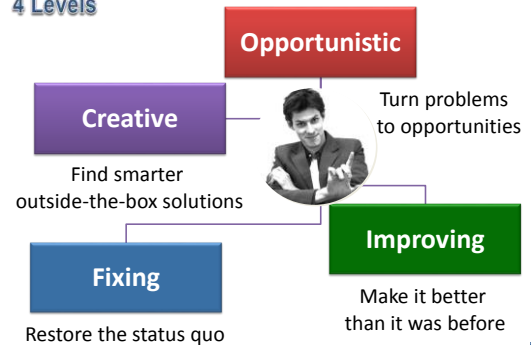 4 Levels
Opportunistic
Turn problems
to opportunities
Creative
Find smarter
outside-the-box solutions
Improving
Make it better
than it was before
Fixing
Restore the status quo